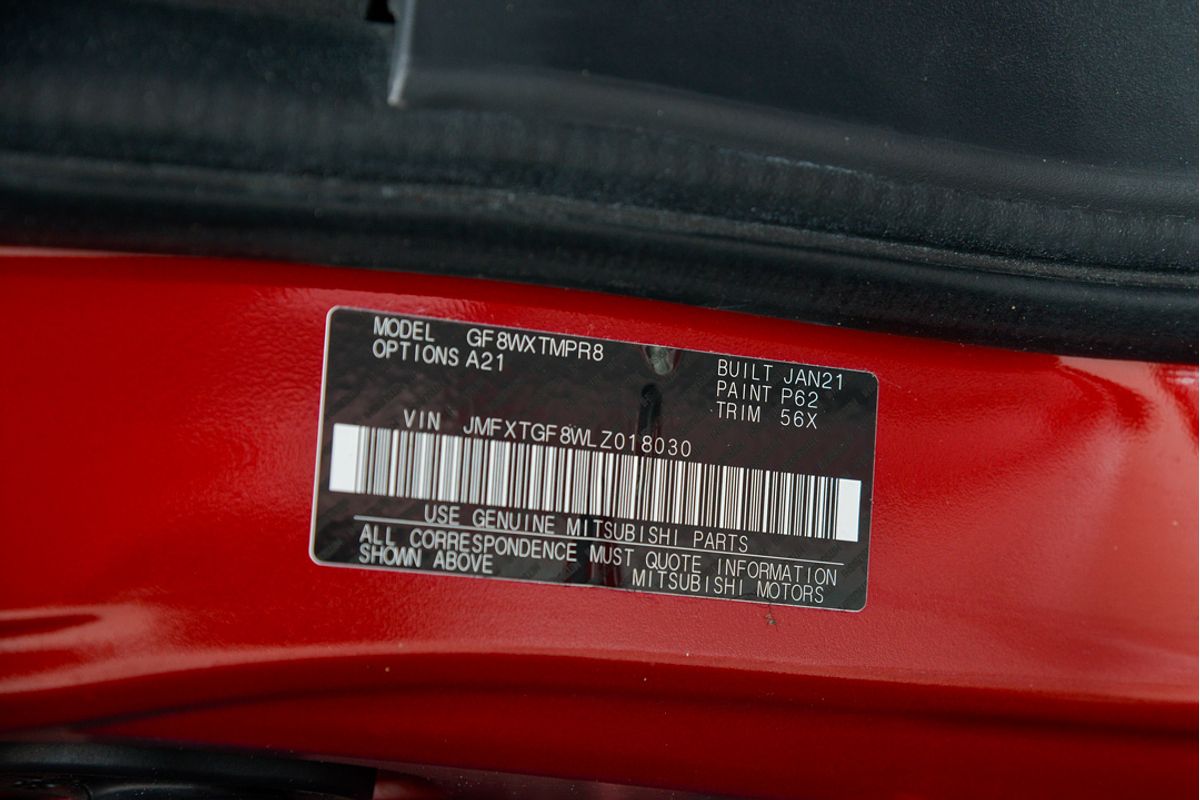 MODEL GF8WXTMPR8
OPTIONS A21
BUILT JAN21
PAINT P62
TRIM 56X
VIN JMFXTGF8WLZ018030
USE GENUINE MITSUBISHI PARTS
ALL CORRESPONDENCE MUST QUOTE INFORMATION
SHOWN ABOVE MITSUBISHI MOTORS